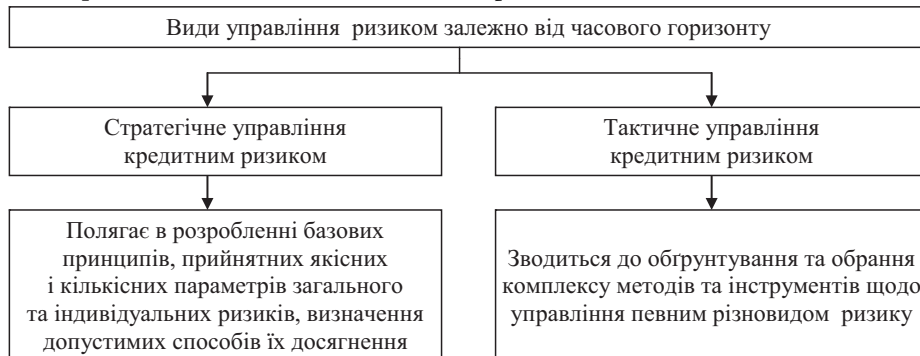 Види управління ризиком залежно від часового горизонту
Стратегічне управління
кредитним ризиком
Тактичне управління
кредитним ризиком
Полягає в розробленні базових
принципів, прийнятних якісних
і кількісних параметрів загального
та індивідуальних ризиків, визначення
допустимих способів їх досягнення
Зводиться до обґрунтування та обрання
комплексу методів та інструментів щодо
управління певним різновидом ризику